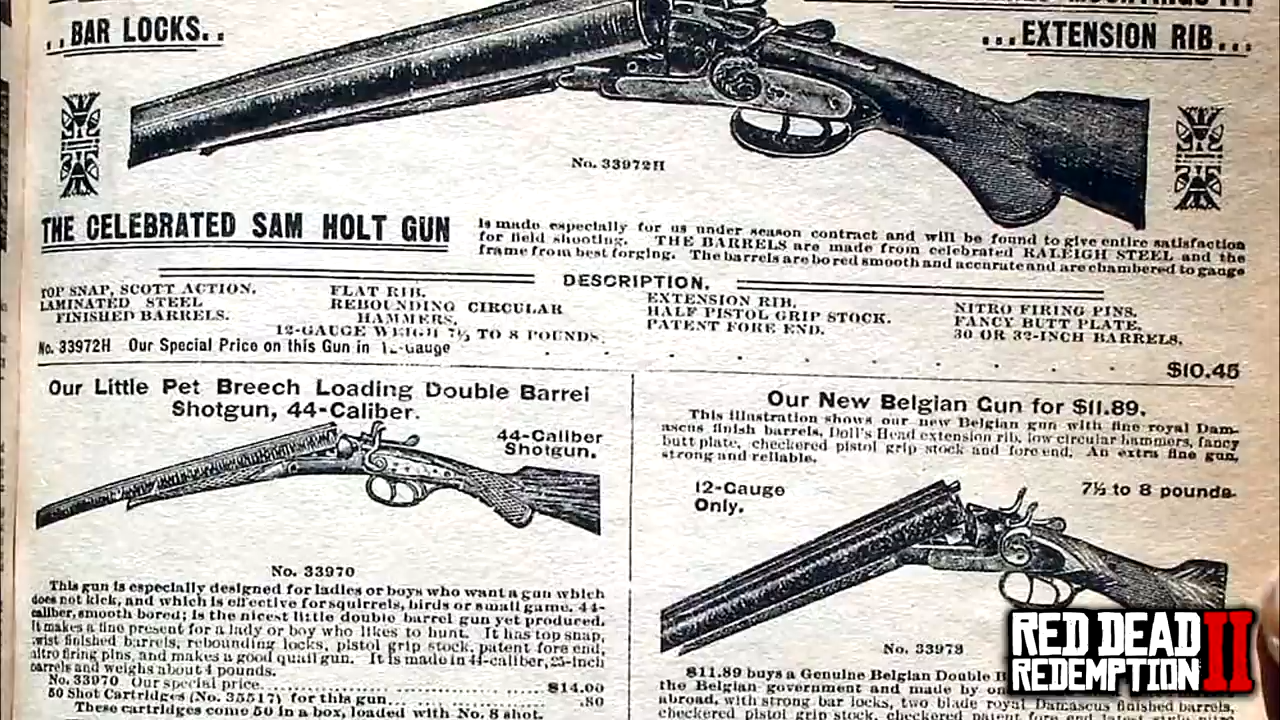 ..BAR LOCKS..
...EXTENSION RIB...
No. 33972H
THE CELEBRATED SAM HOLT GUN
is made especially for us under season contract and will be found to give entire satisfaction
for field shooting. THE BARRELS are made from celebrated RALEIGH STEEL and the
frame from best forging. The barrels are bored smooth and accurate and are chambered to gauge
DESCRIPTION.
TOP SNAP, SCOTT ACTION.
LAMINATED STEEL
FINISHED BARRELS.
FLAT RIB.
REBOUNDING CIRCULAR
HAMMERS.
EXTENSION RIB.
HALF PISTOL GRIP STOCK.
PATENT FORE END.
NITRO FIRING PINS.
FANCY BUTT PLATE.
30 OR 32-INCH BARRELS.
12-GAUGE WEIGH 7½ TO 8 POUNDS.
No. 33972H Our Special Price on this Gun in 12-Gauge
$10.45
Our Little Pet Breech Loading Double Barrel
Shotgun, 44-Caliber.
44-Caliber
Shotgun.
No. 33970
This gun is especially designed for ladies or boys who want a gun which
does not kick, and which is effective for squirrels, birds or small game. 44-
caliber, smooth bored; is the nicest little double barrel gun yet produced.
It makes a fine present for a lady or boy who likes to hunt. It has top snap,
twist finished barrels, rebounding locks, pistol grip stock, patent fore end,
nitro firing pins, and makes a good quail gun. It is made in 44-caliber, 25-inch
barrels and weighs about 4 pounds.
No. 33970 Our special price........................$14.00
50 Shot Cartridges (No. 35517) for this gun.... .80
These cartridges come 50 in a box, loaded with No. 8 shot.
Our New Belgian Gun for $11.89.
This illustration shows our new Belgian gun with fine royal Dam-
ascus finish barrels, Doll's Head extension rib, low circular hammers, fancy
butt plate, checkered pistol grip stock and fore end. An extra fine gun,
strong and reliable.
12-Gauge
Only.
7½ to 8 pounds.
No. 33978
$11.89 buys a Genuine Belgian Double B
the Belgian government and made by on
abroad, with strong bar locks, two blade royal Damascus finished barrels,
checkered pistol grip stock, checkered patent fore end
RED DEAD
REDEMPTION II